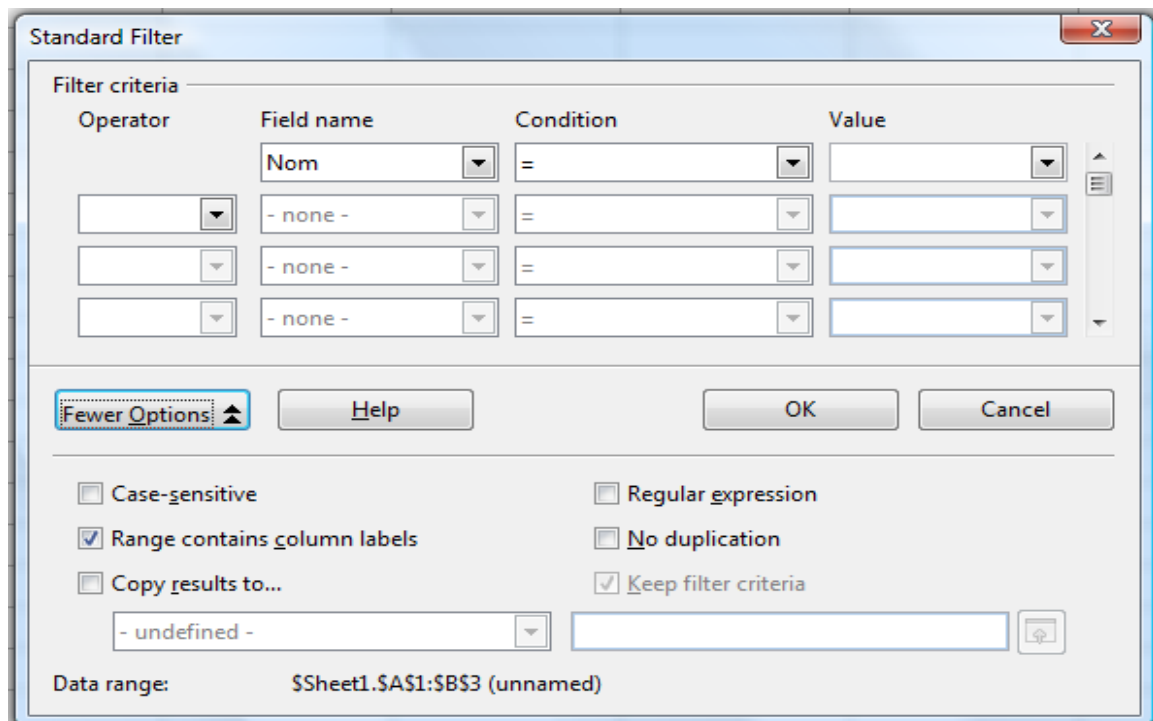 Standard Filter
Filter criteria
Operator Field name Condition Value
Nom =
- none - =
- none - =
- none - =
Fewer Options Help OK Cancel
Case-sensitive Regular expression
Range contains column labels No duplication
Copy results to... Keep filter criteria
- undefined -
Data range: $Sheet1.$A$1:$B$3 (unnamed)